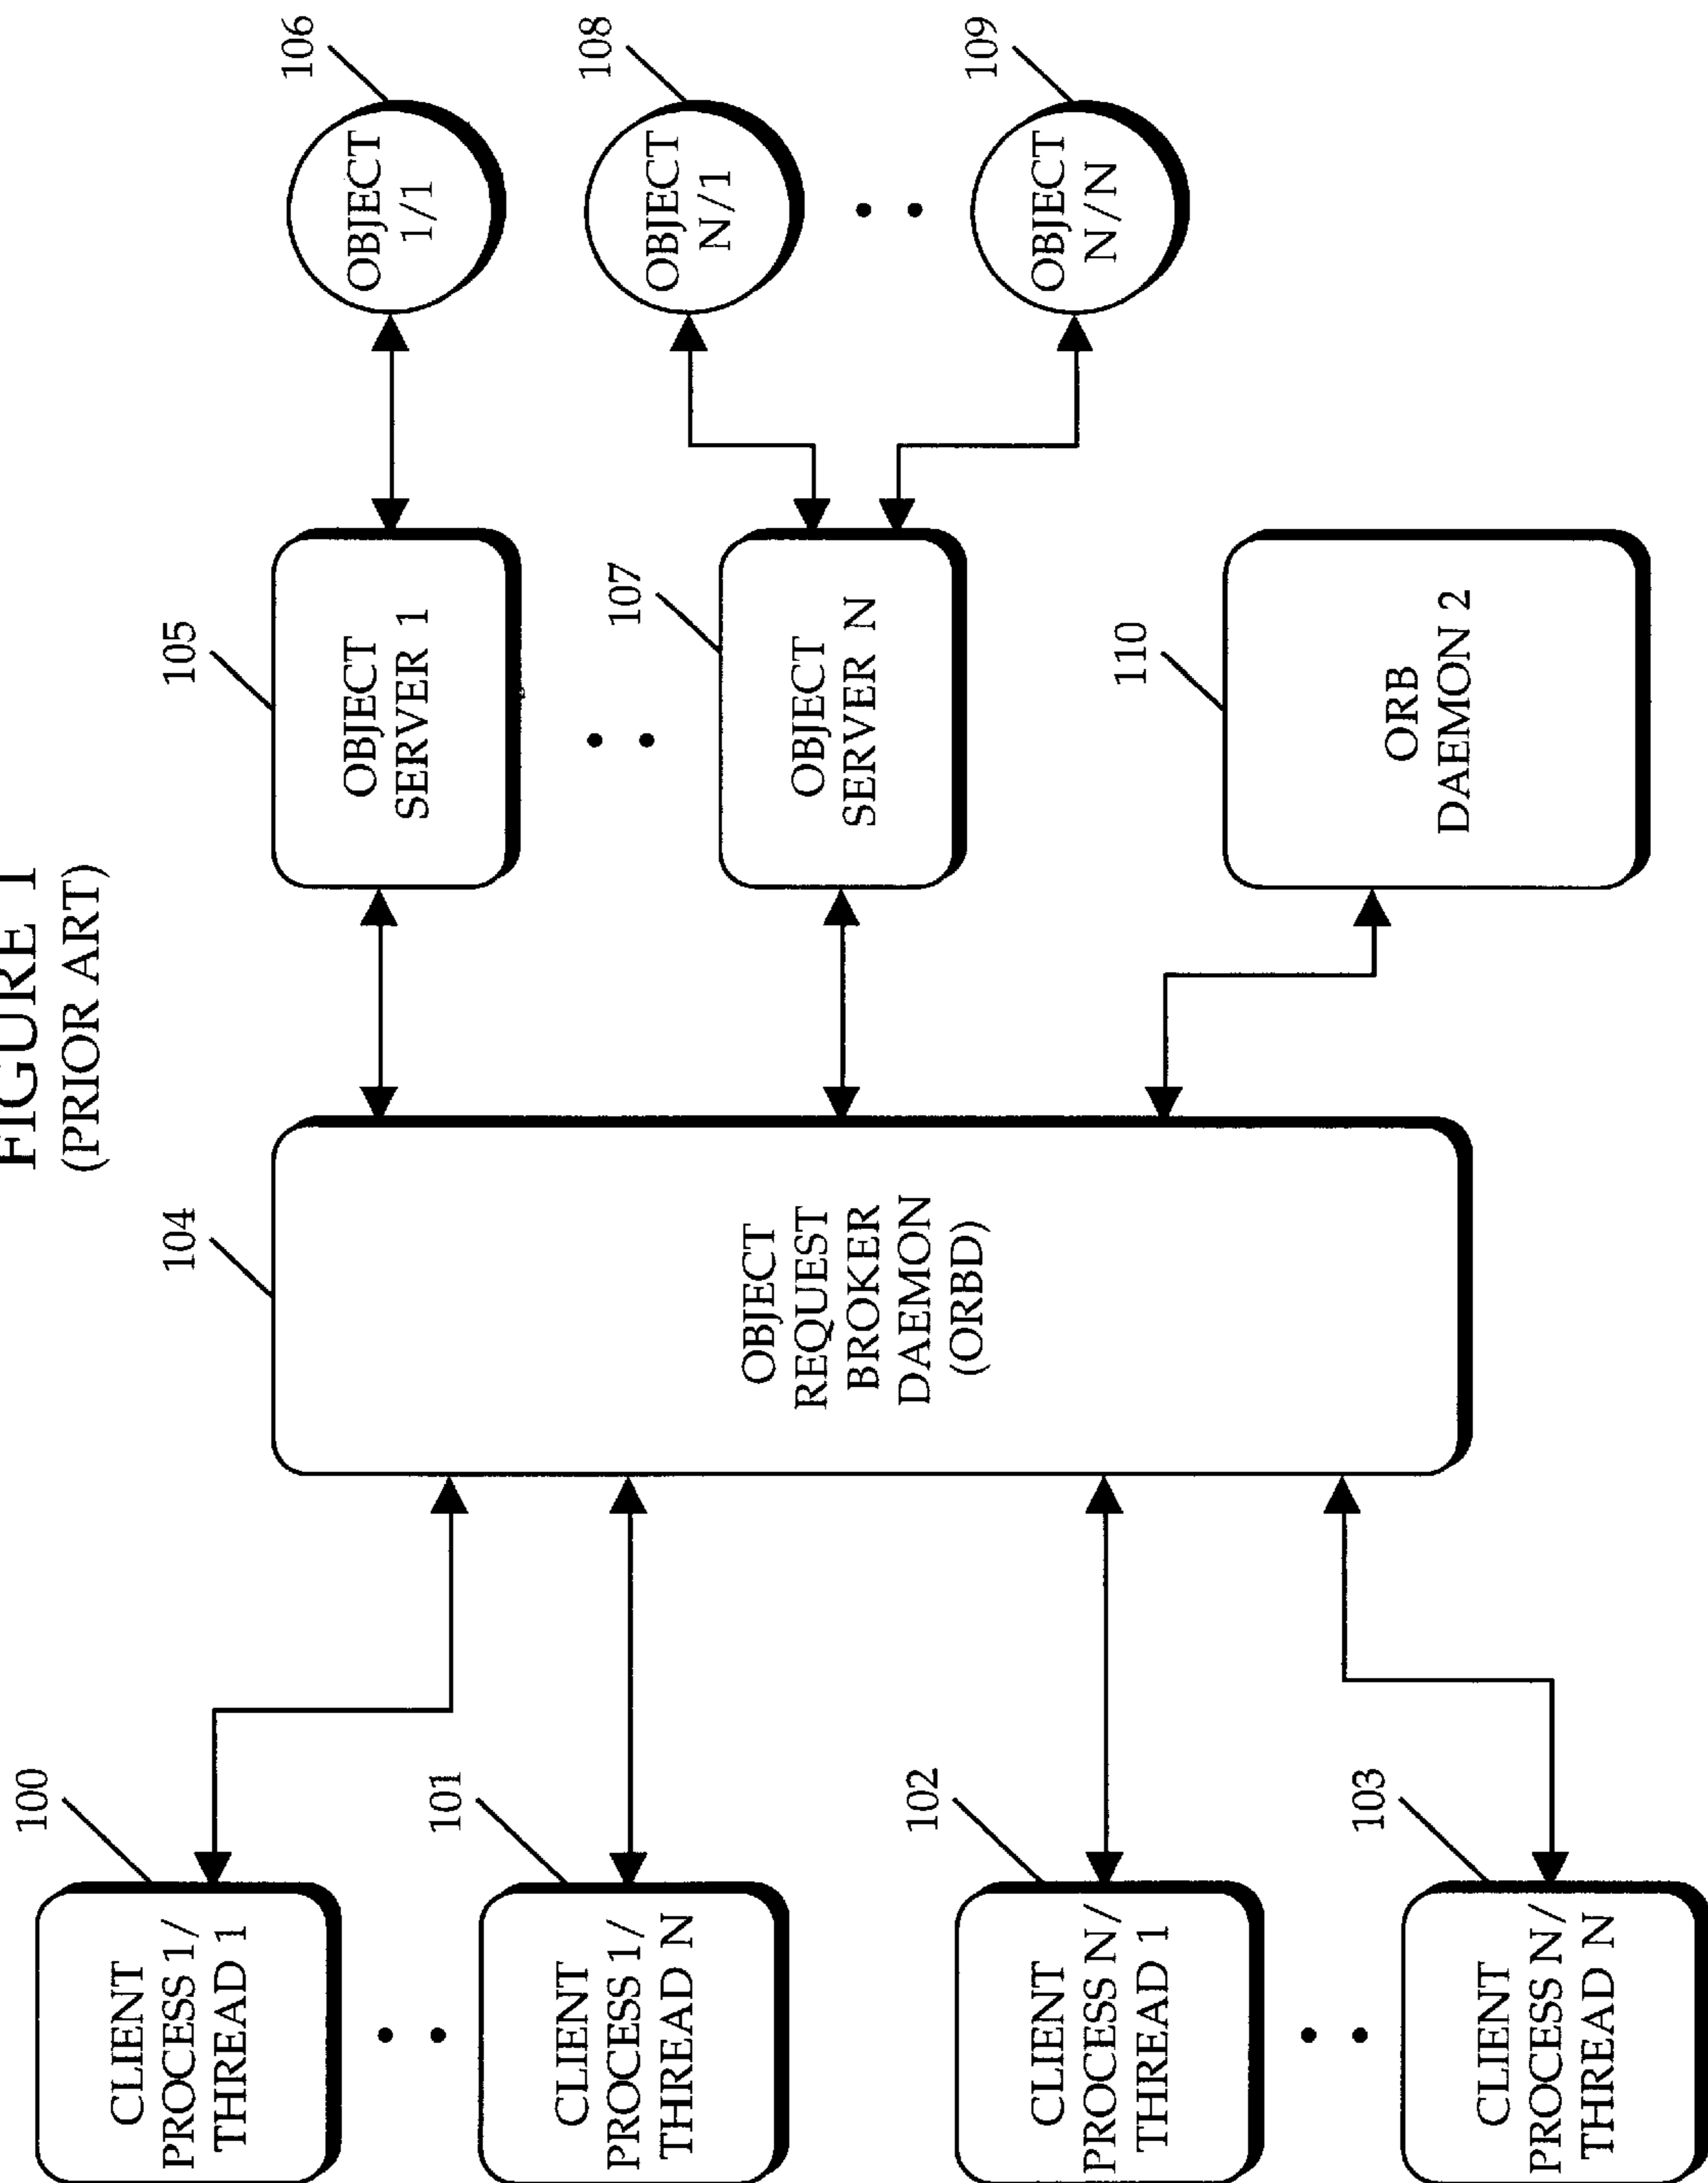 FIGURE 1
(PRIOR ART)
100
CLIENT
PROCESS 1/
THREAD 1
101
CLIENT
PROCESS 1/
THREAD N
102
CLIENT
PROCESS N/
THREAD 1
103
CLIENT
PROCESS N/
THREAD N
104
OBJECT
REQUEST
BROKER
DAEMON
(ORBD)
105
OBJECT
SERVER 1
107
OBJECT
SERVER N
110
ORB
DAEMON 2
106
OBJECT
1/1
108
OBJECT
N/1
109
OBJECT
N/N